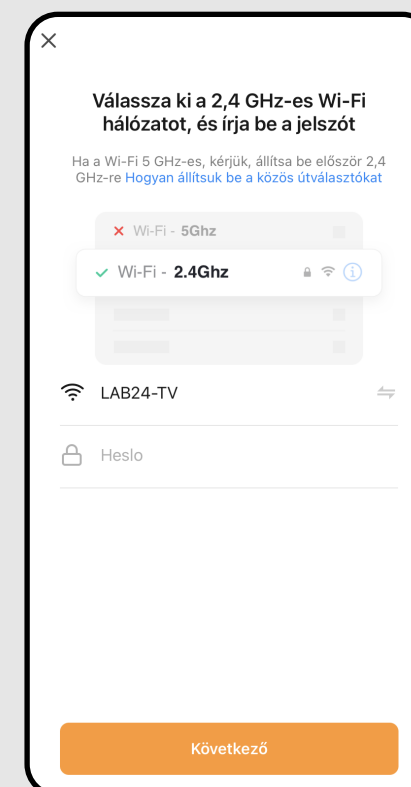 Válassza ki a 2,4 GHz-es Wi-Fi
hálózatot, és írja be a jelszót
Ha a Wi-Fi 5 GHz-es, kérjük, állítsa be először 2,4
GHz-re Hogyan állítsuk be a közös útválasztókat
Wi-Fi - 5Ghz
Wi-Fi - 2.4Ghz
LAB24-TV
Heslo
Következő